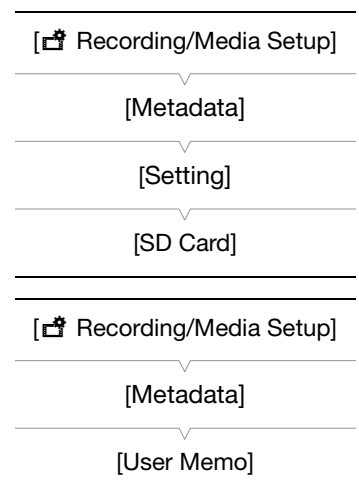 [ Recording/Media Setup]
[Metadata]
[Setting]
[SD Card]
[ Recording/Media Setup]
[Metadata]
[User Memo]